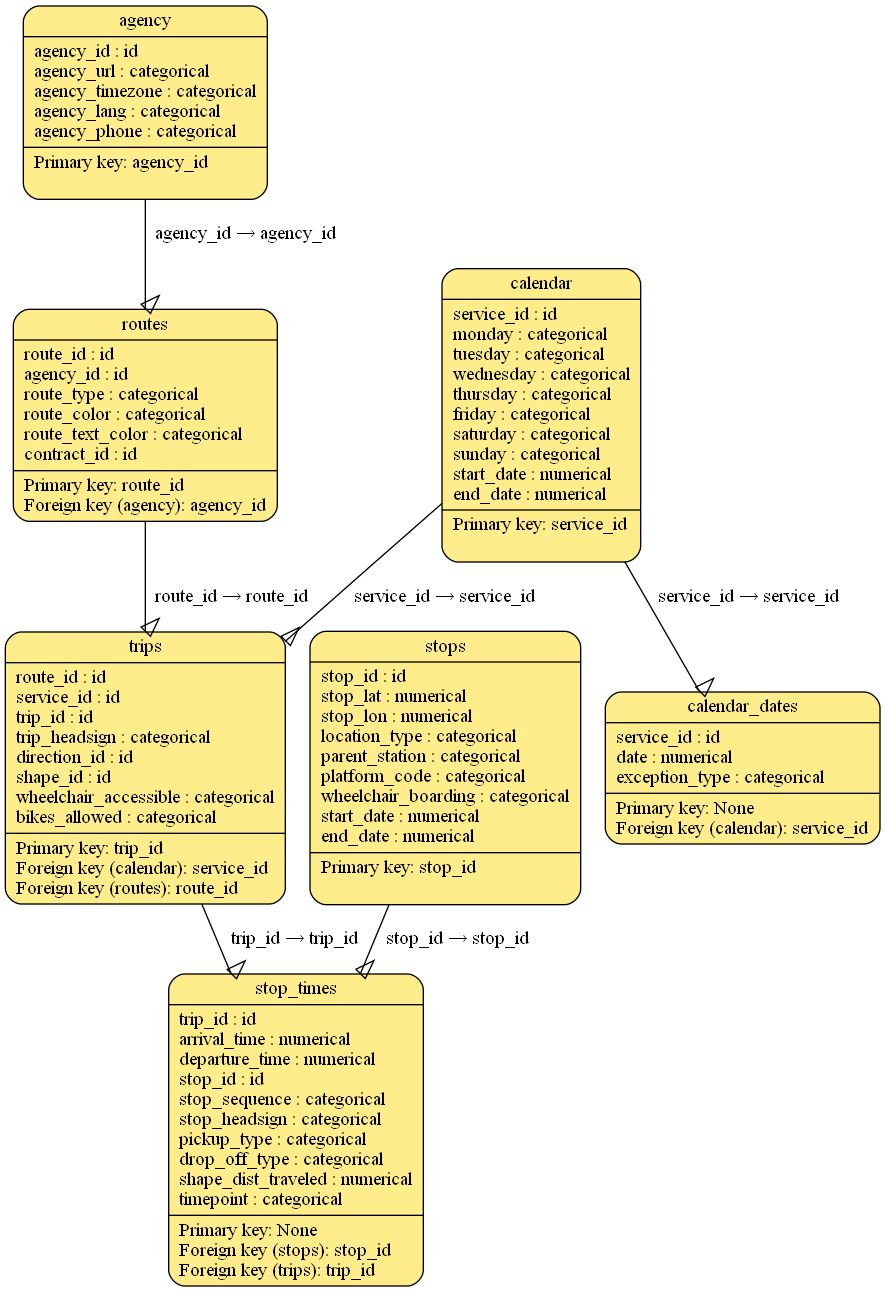 agency
agency_id : id
agency_url : categorical
agency_timezone : categorical
agency_lang : categorical
agency_phone : categorical
Primary key: agency_id
agency_id → agency_id
routes
route_id : id
agency_id : id
route_type : categorical
route_color : categorical
route_text_color : categorical
contract_id : id
Primary key: route_id
Foreign key (agency): agency_id
calendar
service_id : id
monday : categorical
tuesday : categorical
wednesday : categorical
thursday : categorical
friday : categorical
saturday : categorical
sunday : categorical
start_date : numerical
end_date : numerical
Primary key: service_id
route_id → route_id
service_id → service_id
service_id → service_id
trips
route_id : id
service_id : id
trip_id : id
trip_headsign : categorical
direction_id : id
shape_id : id
wheelchair_accessible : categorical
bikes_allowed : categorical
Primary key: trip_id
Foreign key (calendar): service_id
Foreign key (routes): route_id
stops
stop_id : id
stop_lat : numerical
stop_lon : numerical
location_type : categorical
parent_station : categorical
platform_code : categorical
wheelchair_boarding : categorical
start_date : numerical
end_date : numerical
Primary key: stop_id
calendar_dates
service_id : id
date : numerical
exception_type : categorical
Primary key: None
Foreign key (calendar): service_id
trip_id → trip_id
stop_id → stop_id
stop_times
trip_id : id
arrival_time : numerical
departure_time : numerical
stop_id : id
stop_sequence : categorical
stop_headsign : categorical
pickup_type : categorical
drop_off_type : categorical
shape_dist_traveled : numerical
timepoint : categorical
Primary key: None
Foreign key (stops): stop_id
Foreign key (trips): trip_id